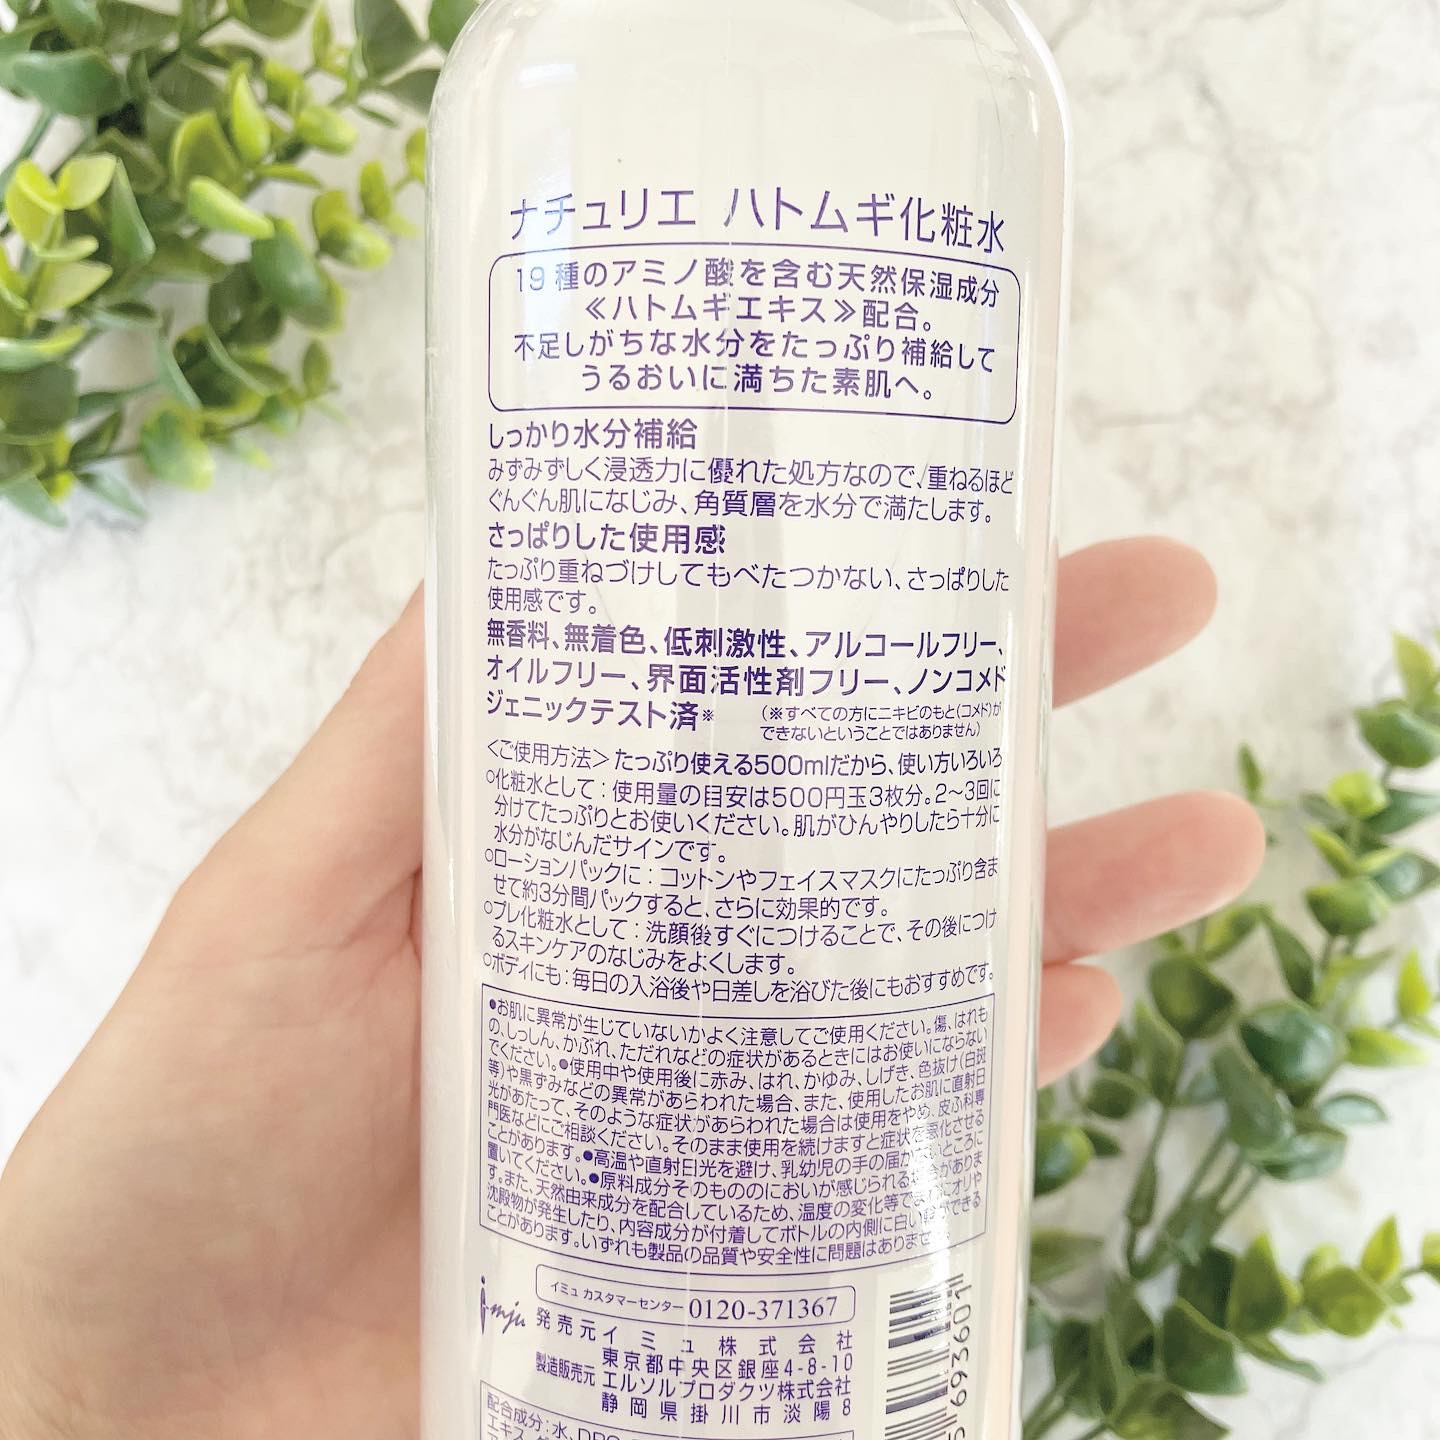 ナチュリエ ハトムギ化粧水
19種のアミノ酸を含む天然保湿成分
≪ハトムギエキス≫配合。
不足しがちな水分をたっぷり補給して
うるおいに満ちた素肌へ。
しっかり水分補給
みずみずしく浸透力に優れた処方なので、重ねるほど
ぐんぐん肌になじみ、角質層を水分で満たします。
さっぱりした使用感
たっぷり重ねづけしてもべたつかない、さっぱりした
使用感です。
無香料、無着色、低刺激性、アルコールフリー、
オイルフリー、界面活性剤フリー、ノンコメド
ジェニックテスト済※ (※すべての方にニキビのもと(コメド)が
できないということではありません)
＜ご使用方法＞たっぷり使える500mlだから、使い方いろいろ
○化粧水として：使用量の目安は500円玉3枚分。2〜3回に
分けてたっぷりとお使いください。肌がひんやりしたら十分に
水分がなじんだサインです。
○ローションパックに：コットンやフェイスマスクにたっぷり含ま
せて約3分間パックすると、さらに効果的です。
○プレ化粧水として：洗顔後すぐにつけることで、その後につけ
るスキンケアのなじみをよくします。
○ボディにも：毎日の入浴後や日差しを浴びた後にもおすすめです。
●お肌に異常が生じていないかよく注意してご使用ください。傷、はれも
の、しっしん、かぶれ、ただれなどの症状があるときにはお使いにならない
でください。●使用中や使用後に赤み、はれ、かゆみ、しげき、色抜け(白斑
等)や黒ずみなどの異常があらわれた場合、また、使用したお肌に直射日
光があたって、そのような症状があらわれた場合は使用をやめ、皮ふ科専
門医などにご相談ください。そのまま使用を続けますと症状を悪化させる
ことがあります。●高温や直射日光を避け、乳幼児の手の届かないところに
置いてください。●原料成分そのもののにおいが感じられる場合がありま
す。また、天然由来成分を配合しているため、温度の変化等でまれにオリや
沈殿物が発生したり、内容成分が付着してボトルの内側に白い輪ができる
ことがあります。いずれも製品の品質や安全性に問題はありません。
イミュ カスタマーセンター 0120-371367
i-mju 発売元 イミュ株式会社
東京都中央区銀座4-8-10
製造販売元 エルソルプロダクツ株式会社
静岡県掛川市淡陽8
693601
配合成分：水、DPG、
エキス、